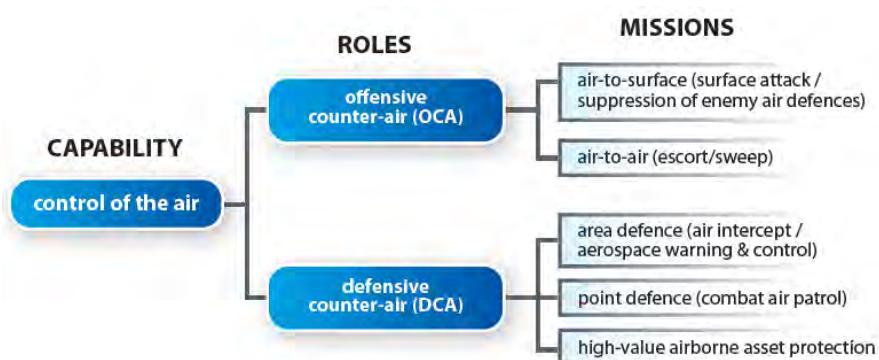 ROLES
MISSIONS
CAPABILITY
control of the air
offensive
counter-air (OCA)
air-to-surface (surface attack /
suppression of enemy air defences)
air-to-air (escort/sweep)
defensive
counter-air (DCA)
area defence (air intercept /
aerospace warning & control)
point defence (combat air patrol)
high-value airborne asset protection